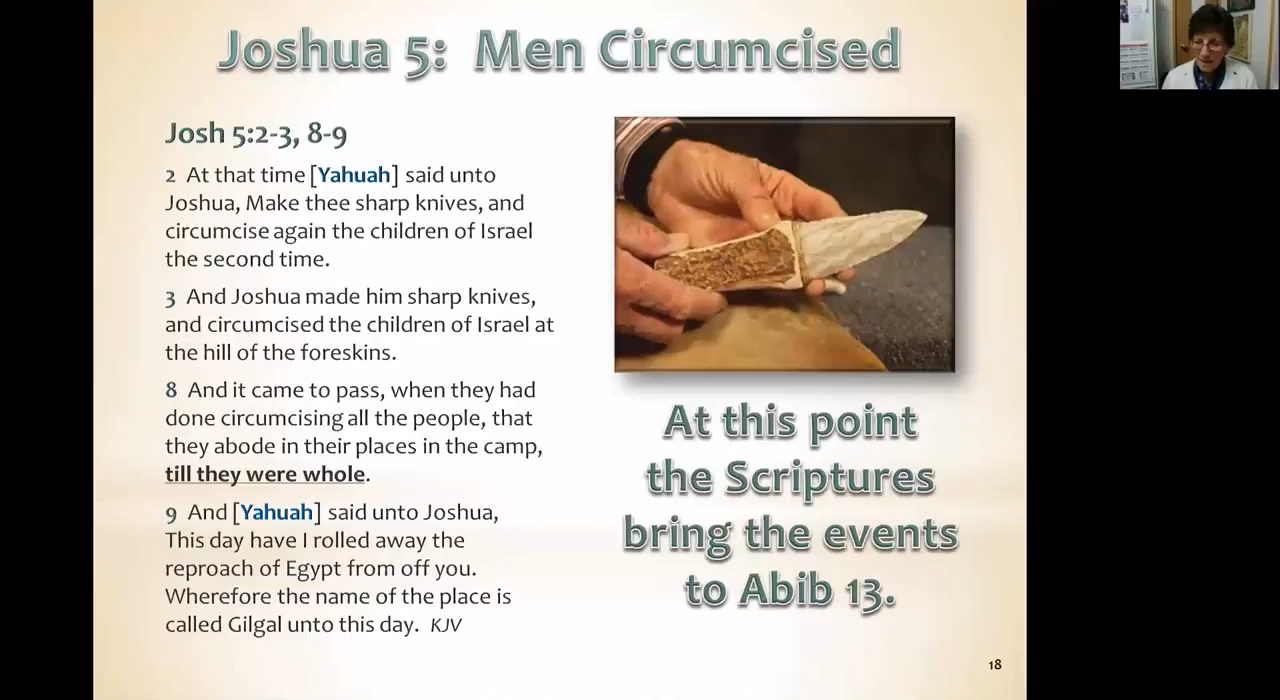 Joshua 5: Men Circumcised
Josh 5:2-3, 8-9
2 At that time [Yahuah] said unto
Joshua, Make thee sharp knives, and
circumcise again the children of Israel
the second time.
3 And Joshua made him sharp knives,
and circumcised the children of Israel at
the hill of the foreskins.
8 And it came to pass, when they had
done circumcising all the people, that
they abode in their places in the camp,
till they were whole.
9 And [Yahuah] said unto Joshua,
This day have I rolled away the
reproach of Egypt from off you.
Wherefore the name of the place is
called Gilgal unto this day. KJV
At this point
the Scriptures
bring the events
to Abib 13.
18